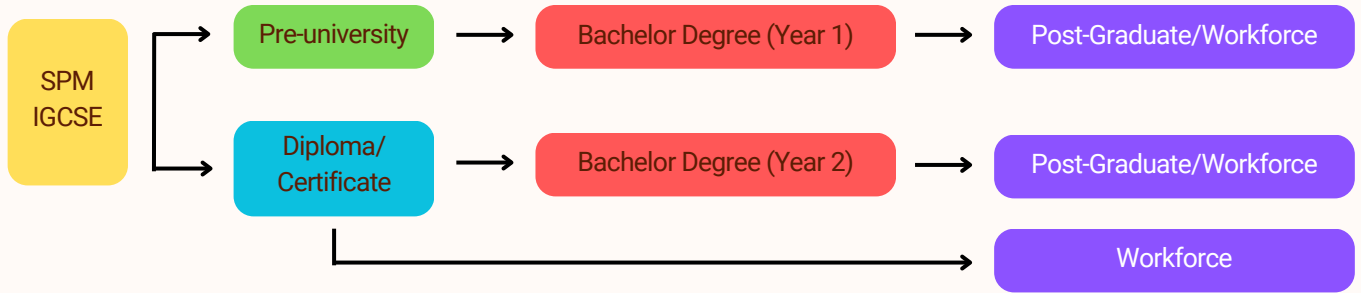 SPM
IGCSE
Pre-university
Bachelor Degree (Year 1)
Post-Graduate/Workforce
Diploma/
Certificate
Bachelor Degree (Year 2)
Post-Graduate/Workforce
Workforce